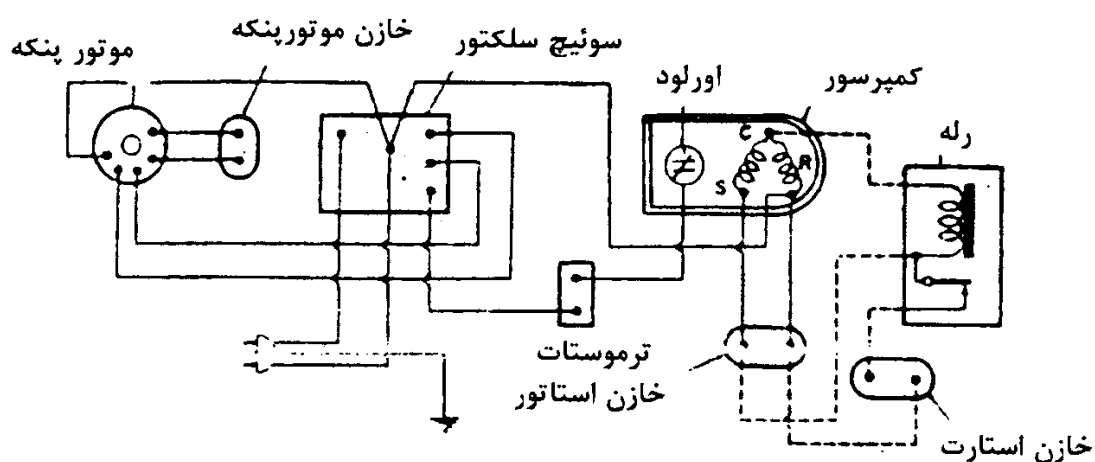 موتور پنکه
خازن موتورپنکه
سوئیچ سلکتور
اورلود
کمپرسور
رله
C
S
R
ترموستات
خازن استاتور
خازن استارت